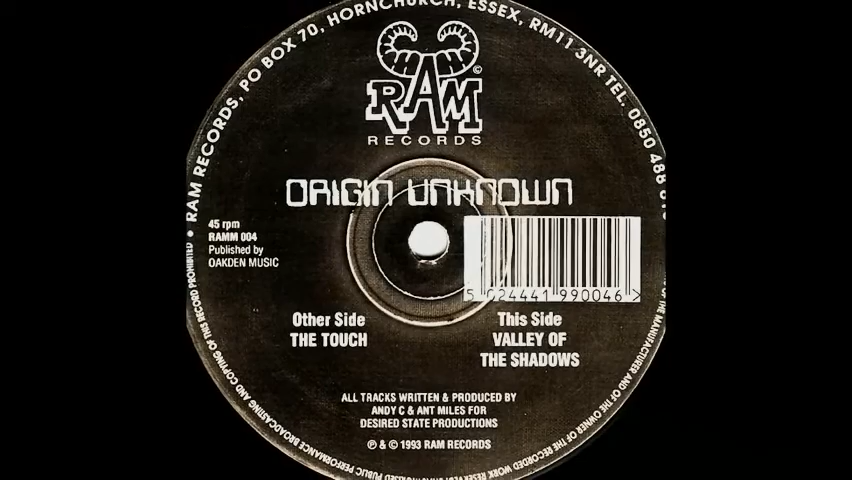 RAM RECORDS, PO BOX 70, HORNCHURCH, ESSEX, RM11 3NR TEL. 0850 488
©
RAM
RECORDS
ORIGIN UNKNOWN
45 rpm
RAMM 004
Published by
OAKDEN MUSIC
5 024441 990046 >
Other Side
THE TOUCH
This Side
VALLEY OF
THE SHADOWS
ALL TRACKS WRITTEN & PRODUCED BY
ANDY C & ANT MILES FOR
DESIRED STATE PRODUCTIONS
℗ & © 1993 RAM RECORDS
OF THE MANUFACTURER AND OF THE OWNER OF THE RECORDED WORK RESERVED
PUBLIC PERFORMANCE BROADCASTING AND COPYING OF THIS RECORD PROHIBITED